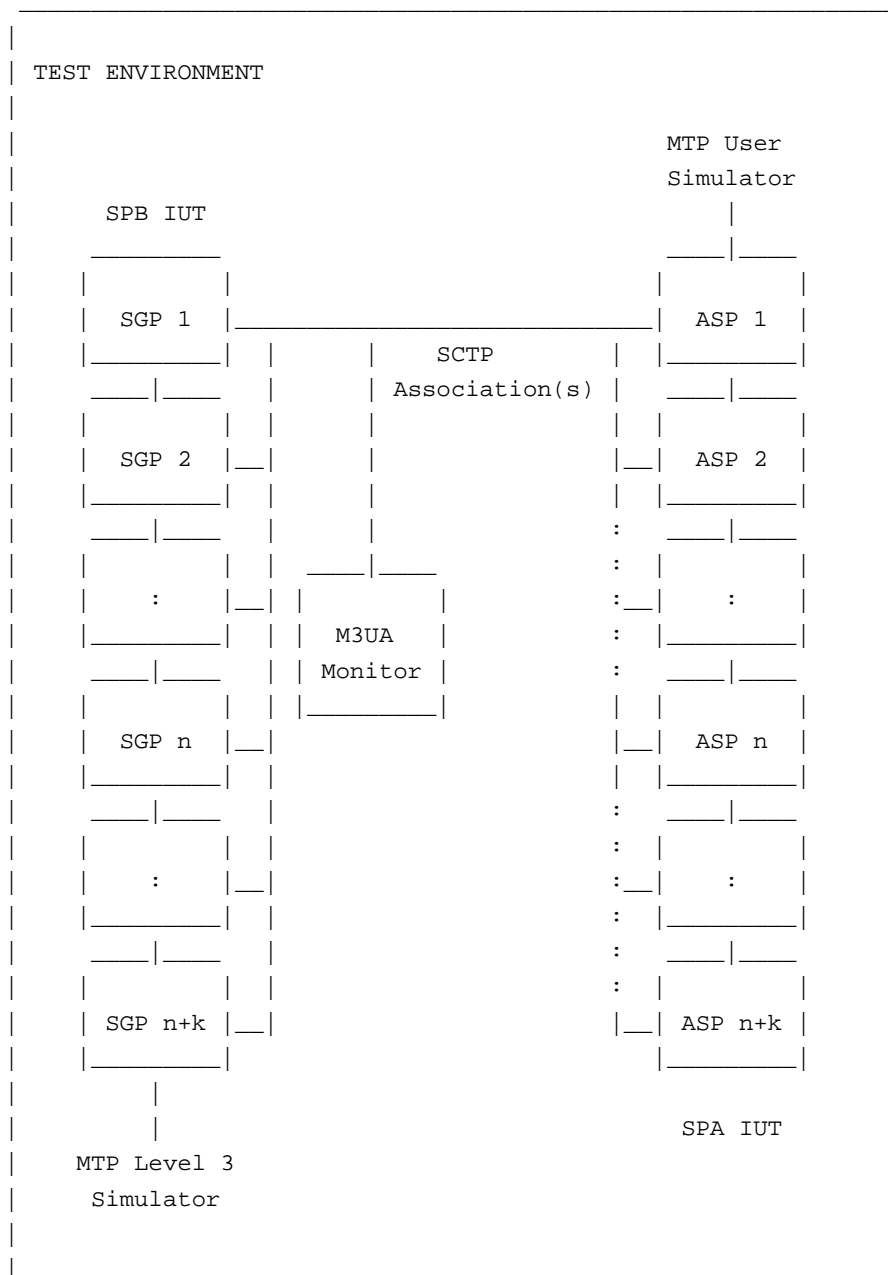 TEST ENVIRONMENT
MTP User
Simulator
SPB IUT
SGP 1
ASP 1
SCTP
Association(s)
SGP 2
ASP 2
:
:
M3UA
Monitor
SGP n
ASP n
:
:
SGP n+k
ASP n+k
SPA IUT
MTP Level 3
Simulator